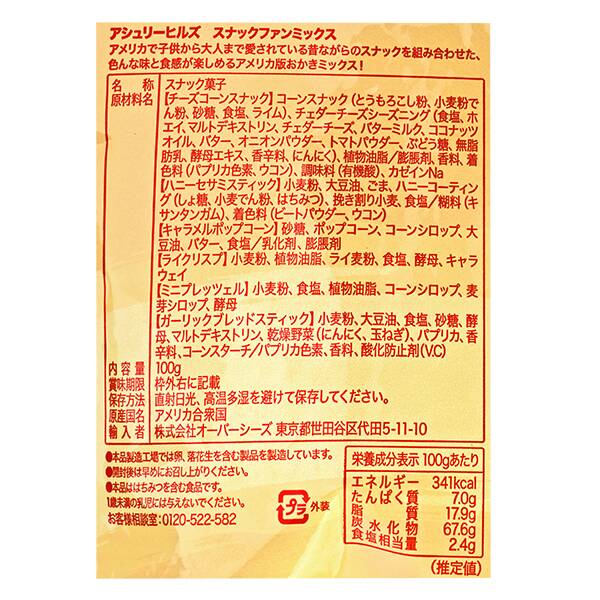 アシュリーヒルズ　スナックファンミックス
アメリカで子供から大人まで愛されている昔ながらのスナックを組み合わせた、
色んな味と食感が楽しめるアメリカ版おかきミックス！
名　称 スナック菓子
原材料名 【チーズコーンスナック】コーンスナック（とうもろこし粉、小麦粉でん
粉、砂糖、食塩、ライム）、チェダーチーズシーズニング（食塩、ホ
エイ、マルトデキストリン、チェダーチーズ、バターミルク、ココナッツ
オイル、バター、オニオンパウダー、トマトパウダー、ぶどう糖、無脂
肪乳、酵母エキス、香辛料、にんにく）、植物油脂／膨脹剤、香料、着
色料（パプリカ色素、ウコン）、調味料（有機酸）、カゼインNa
【ハニーセサミスティック】小麦粉、大豆油、ごま、ハニーコーティン
グ（しょ糖、小麦でん粉、はちみつ）、挽き割り小麦、食塩／糊料（キ
サンタンガム）、着色料（ビートパウダー、ウコン）
【キャラメルポップコーン】砂糖、ポップコーン、コーンシロップ、大
豆油、バター、食塩／乳化剤、膨脹剤
【ライクリスプ】小麦粉、植物油脂、ライ麦粉、食塩、酵母、キャラ
ウェイ
【ミニプレッツェル】小麦粉、食塩、植物油脂、コーンシロップ、麦
芽シロップ、酵母
【ガーリックブレッドスティック】小麦粉、大豆油、食塩、砂糖、酵
母、マルトデキストリン、乾燥野菜（にんにく、玉ねぎ）、パプリカ、香
辛料、コーンスターチ／パプリカ色素、香料、酸化防止剤（V.C）
内容量 100g
賞味期限 枠外右に記載
保存方法 直射日光、高温多湿を避けて保存してください。
原産国名 アメリカ合衆国
輸入者 株式会社オーバーシーズ 東京都世田谷区代田5-11-10
●本品製造工場では卵、落花生を含む製品を製造しています。
●開封後は早めにお召し上がりください。
●本品ははちみつを含む食品です。
1歳未満の乳児には与えないでください。
お客様相談室：0120-522-582
プラ 外装
栄養成分表示 100gあたり
エネルギー 341kcal
たんぱく質 7.0g
脂質 17.9g
炭水化物 67.6g
食塩相当量 2.4g
（推定値）